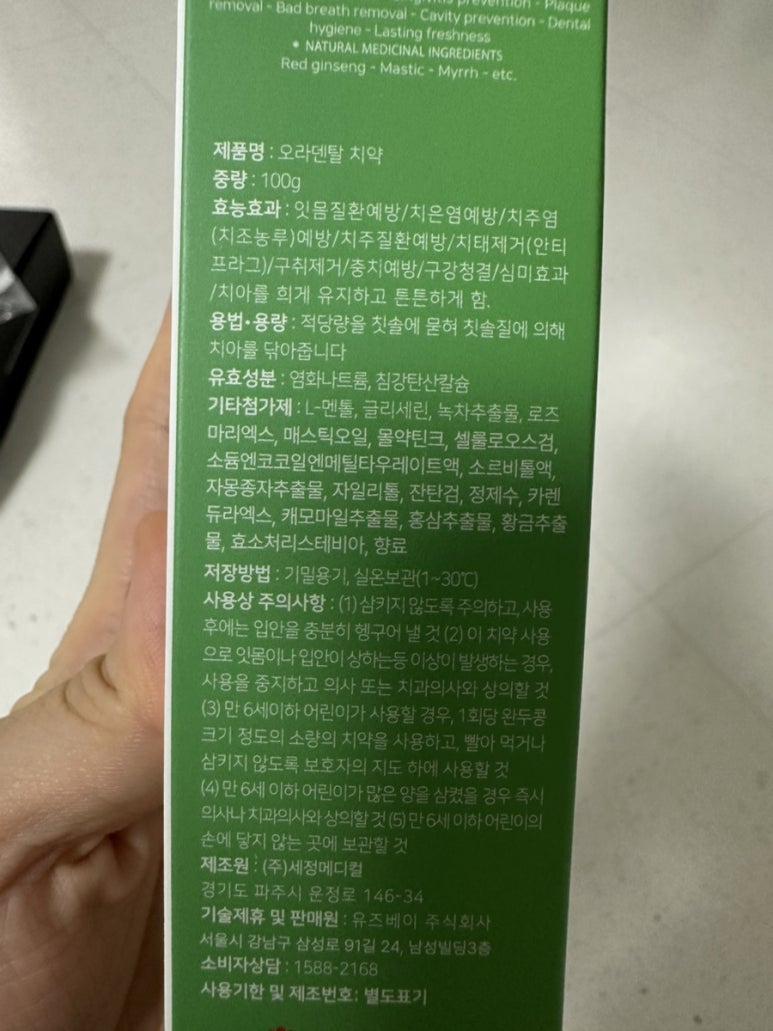 prevention - Plaque
removal - Bad breath removal - Cavity prevention - Dental
hygiene - Lasting freshness
● NATURAL MEDICINAL INGREDIENTS
Red ginseng - Mastic - Myrrh - etc.
제품명 : 오라덴탈 치약
중량 : 100g
효능효과 : 잇몸질환예방/치은염예방/치주염
(치조농루)예방/치주질환예방/치태제거(안티
프라그)/구취제거/충치예방/구강청결/심미효과
/치아를 희게 유지하고 튼튼하게 함.
용법•용량 : 적당량을 칫솔에 묻혀 칫솔질에 의해
치아를 닦아줍니다
유효성분 : 염화나트륨, 침강탄산칼슘
기타첨가제 : L-멘톨, 글리세린, 녹차추출물, 로즈
마리엑스, 매스틱오일, 몰약틴크, 셀룰로오스검,
소듐엔코코일엔메틸타우레이트액, 소르비톨액,
자몽종자추출물, 자일리톨, 잔탄검, 정제수, 카렌
듀라엑스, 캐모마일추출물, 홍삼추출물, 황금추출
물, 효소처리스테비아, 향료
저장방법 : 기밀용기, 실온보관(1~30℃)
사용상 주의사항 : (1) 삼키지 않도록 주의하고, 사용
후에는 입안을 충분히 헹구어 낼 것 (2) 이 치약 사용
으로 잇몸이나 입안이 상하는등 이상이 발생하는 경우,
사용을 중지하고 의사 또는 치과의사와 상의할 것
(3) 만 6세이하 어린이가 사용할 경우, 1회당 완두콩
크기 정도의 소량의 치약을 사용하고, 빨아 먹거나
삼키지 않도록 보호자의 지도 하에 사용할 것
(4) 만 6세 이하 어린이가 많은 양을 삼켰을 경우 즉시
의사나 치과의사와 상의할 것 (5) 만 6세 이하 어린이의
손에 닿지 않는 곳에 보관할 것
제조원 : (주)세정메디컬
경기도 파주시 운정로 146-34
기술제휴 및 판매원 : 유즈베이 주식회사
서울시 강남구 삼성로 91길 24, 남성빌딩3층
소비자상담 : 1588-2168
사용기한 및 제조번호: 별도표기